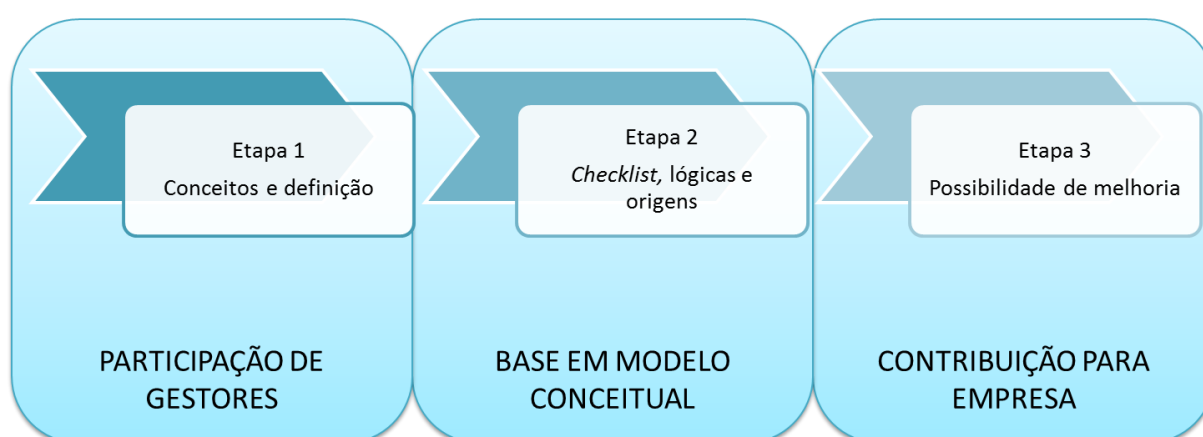 Etapa 1
Conceitos e definição
Etapa 2
Checklist, lógicas e
origens
Etapa 3
Possibilidade de melhoria
PARTICIPAÇÃO DE
GESTORES
BASE EM MODELO
CONCEITUAL
CONTRIBUIÇÃO PARA
EMPRESA